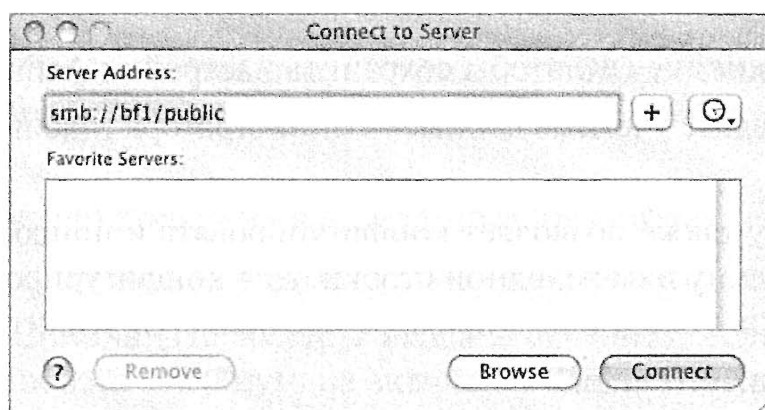 Connect to Server
Server Address:
smb://bf1/public
+
Favorite Servers:
?
Remove
Browse
Connect